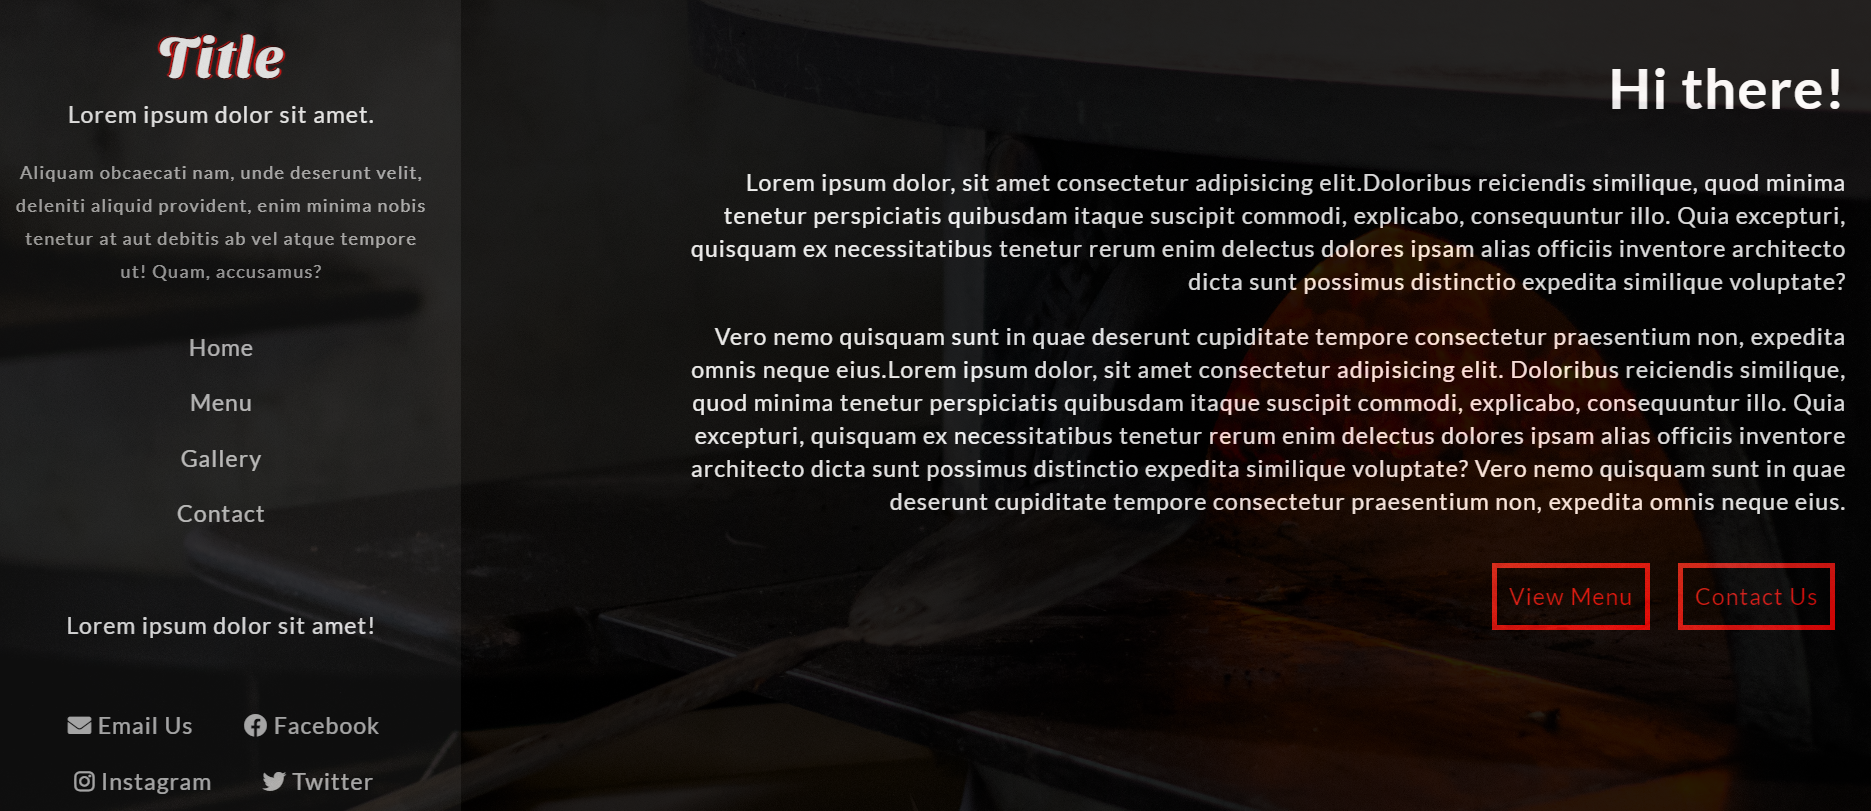 Title
Lorem ipsum dolor sit amet.
Aliquam obcaecati nam, unde deserunt velit,
deleniti aliquid provident, enim minima nobis
tenetur at aut debitis ab vel atque tempore
ut! Quam, accusamus?
Home
Menu
Gallery
Contact
Lorem ipsum dolor sit amet!
Email Us
Facebook
Instagram
Twitter
Hi there!
Lorem ipsum dolor, sit amet consectetur adipisicing elit.Doloribus reiciendis similique, quod minima
tenetur perspiciatis quibusdam itaque suscipit commodi, explicabo, consequuntur illo. Quia excepturi,
quisquam ex necessitatibus tenetur rerum enim delectus dolores ipsam alias officiis inventore architecto
dicta sunt possimus distinctio expedita similique voluptate?
Vero nemo quisquam sunt in quae deserunt cupiditate tempore consectetur praesentium non, expedita
omnis neque eius.Lorem ipsum dolor, sit amet consectetur adipisicing elit. Doloribus reiciendis similique,
quod minima tenetur perspiciatis quibusdam itaque suscipit commodi, explicabo, consequuntur illo. Quia
excepturi, quisquam ex necessitatibus tenetur rerum enim delectus dolores ipsam alias officiis inventore
architecto dicta sunt possimus distinctio expedita similique voluptate? Vero nemo quisquam sunt in quae
deserunt cupiditate tempore consectetur praesentium non, expedita omnis neque eius.
View Menu
Contact Us